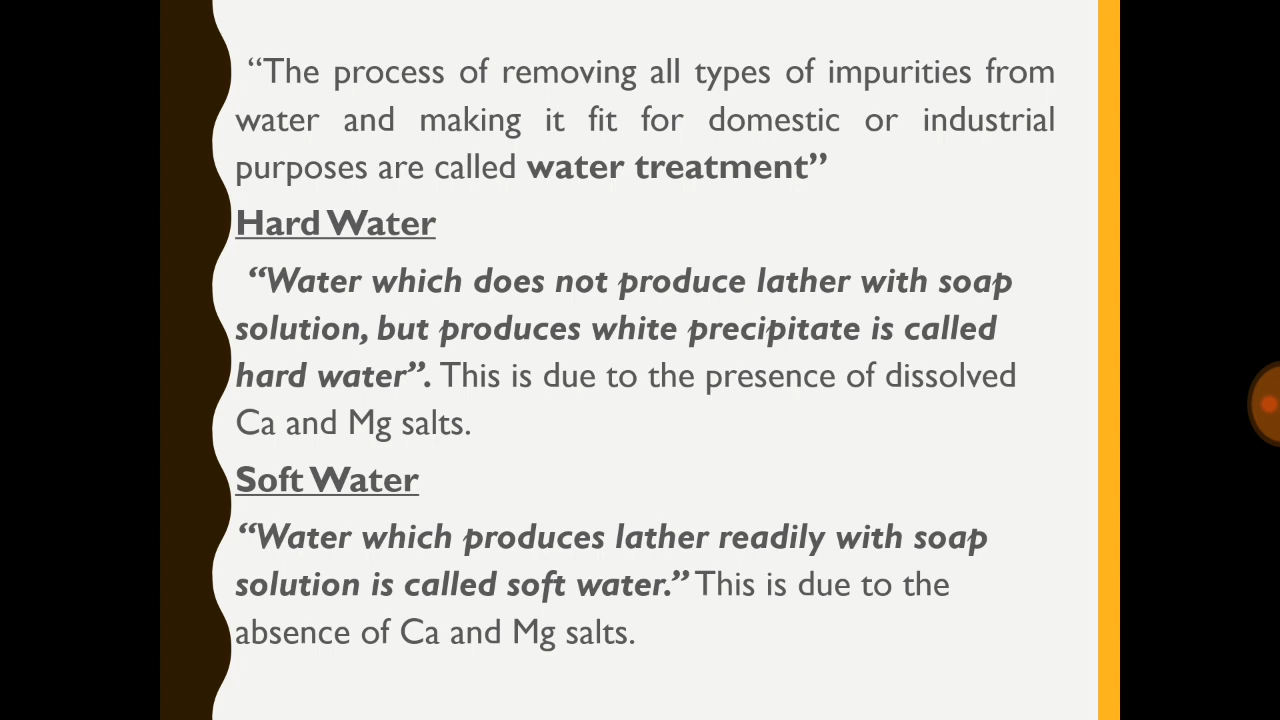 “The process of removing all types of impurities from
water and making it fit for domestic or industrial
purposes are called water treatment”
Hard Water
“Water which does not produce lather with soap
solution, but produces white precipitate is called
hard water”. This is due to the presence of dissolved
Ca and Mg salts.
Soft Water
“Water which produces lather readily with soap
solution is called soft water.” This is due to the
absence of Ca and Mg salts.